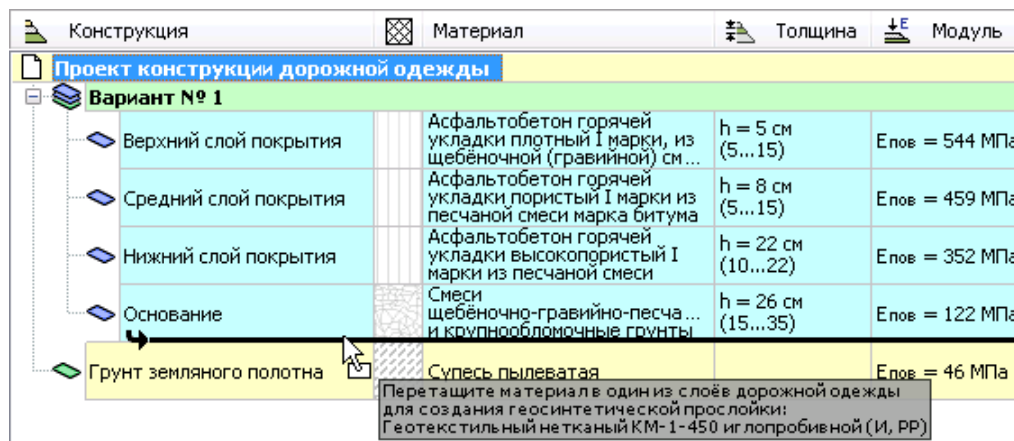 Конструкция Материал Толщина E Модуль
Проект конструкции дорожной одежды
Вариант № 1
Верхний слой покрытия
Асфальтобетон горячей
укладки плотный I марки, из
щебёночной (гравийной) см...
h = 5 см
(5...15)
Eпов = 544 МПа
Средний слой покрытия
Асфальтобетон горячей
укладки пористый I марки из
песчаной смеси марка битума
h = 8 см
(5...15)
Eпов = 459 МПа
Нижний слой покрытия
Асфальтобетон горячей
укладки высокопористый I
марки из песчаной смеси
h = 22 см
(10...22)
Eпов = 352 МПа
Основание
Смеси
щебёночно-гравийно-песча...
и крупнообломочные грунты
h = 26 см
(15...35)
Eпов = 122 МПа
Грунт земляного полотна
Супесь пылеватая
Eпов = 46 МПа
Перетащите материал в один из слоёв дорожной одежды
для создания геосинтетической прослойки:
Геотекстильный нетканый КМ-1-450 иглопробивной (И, РР)